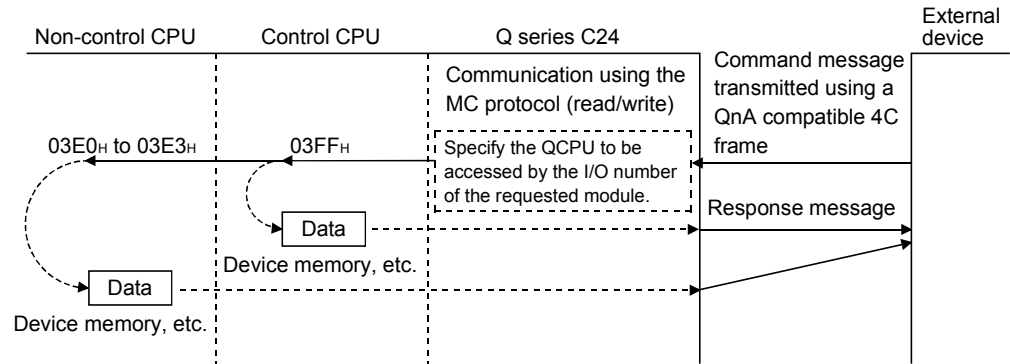 Non-control CPU
Control CPU
Q series C24
External
device
Communication using the
MC protocol (read/write)
Command message
transmitted using a
QnA compatible 4C
frame
03E0H to 03E3H
03FFH
Specify the QCPU to be
accessed by the I/O number
of the requested module.
Response message
Data
Device memory, etc.
Data
Device memory, etc.